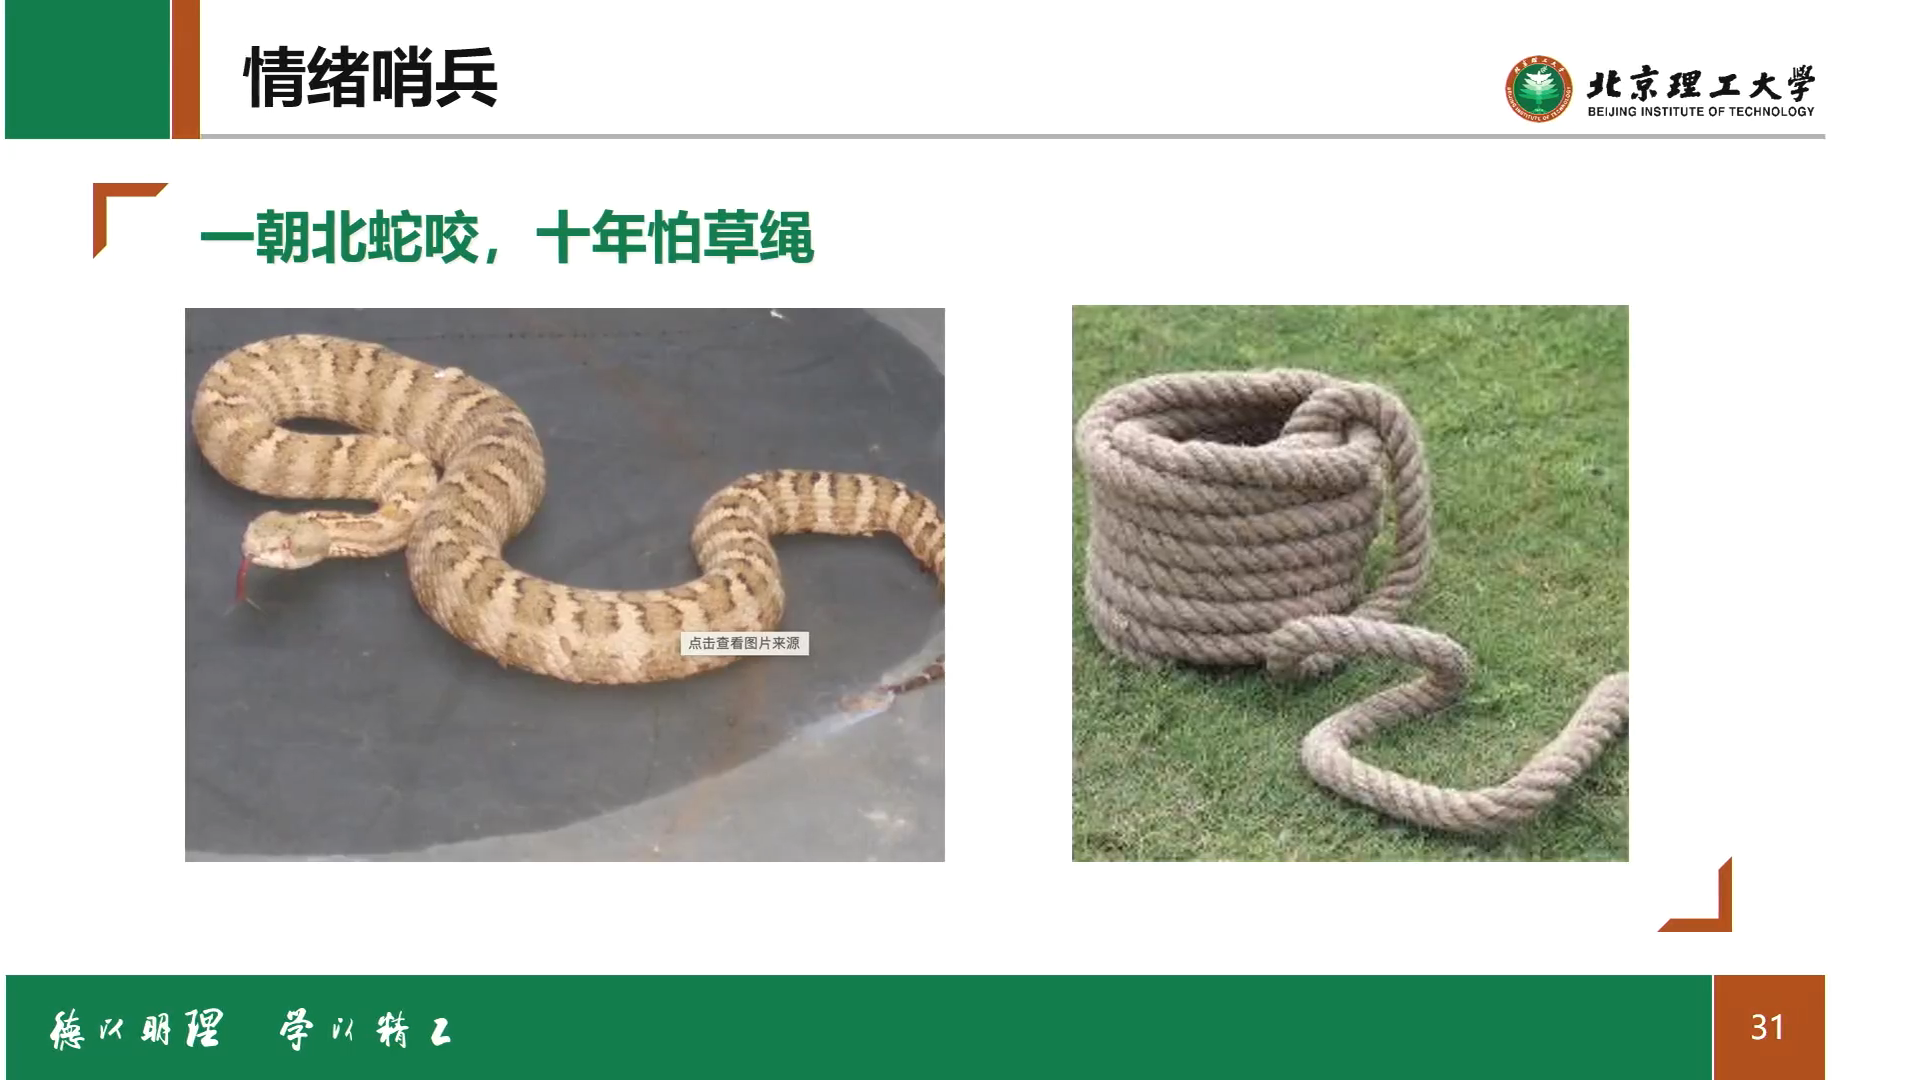 情绪哨兵
北京理工大学
BEIJING INSTITUTE OF TECHNOLOGY
一朝北蛇咬，十年怕草绳
点击查看图片来源
德以明理 学以精工
31